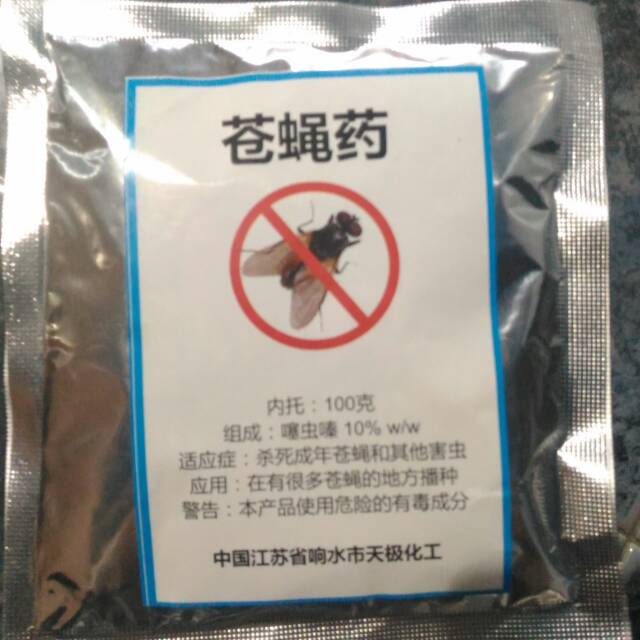 苍蝇药
内托：100克
组成：噻虫嗪 10% w/w
适应症：杀死成年苍蝇和其他害虫
应用：在有很多苍蝇的地方播种
警告：本产品使用危险的有毒成分
中国江苏省响水市天极化工